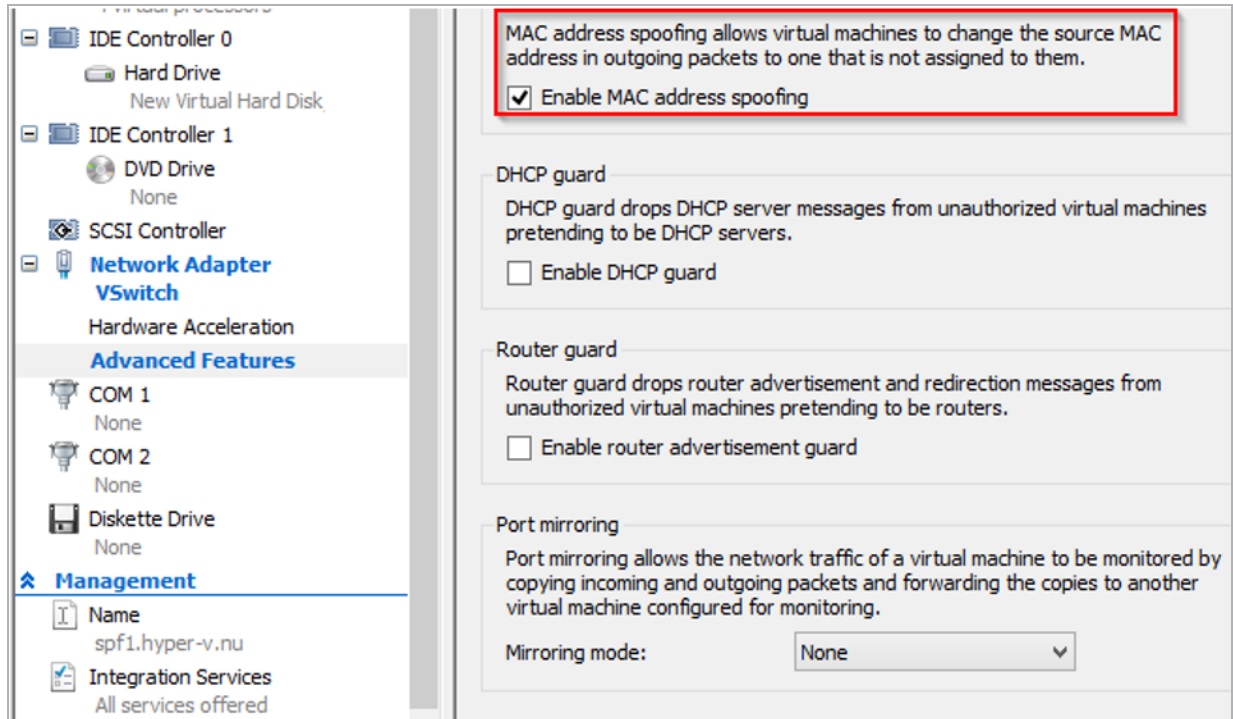 IDE Controller 0
Hard Drive
New Virtual Hard Disk
IDE Controller 1
DVD Drive
None
SCSI Controller
Network Adapter
VSwitch
Hardware Acceleration
Advanced Features
COM 1
None
COM 2
None
Diskette Drive
None
Management
Name
spf1.hyper-v.nu
Integration Services
All services offered
MAC address spoofing allows virtual machines to change the source MAC
address in outgoing packets to one that is not assigned to them.
Enable MAC address spoofing
DHCP guard
DHCP guard drops DHCP server messages from unauthorized virtual machines
pretending to be DHCP servers.
Enable DHCP guard
Router guard
Router guard drops router advertisement and redirection messages from
unauthorized virtual machines pretending to be routers.
Enable router advertisement guard
Port mirroring
Port mirroring allows the network traffic of a virtual machine to be monitored by
copying incoming and outgoing packets and forwarding the copies to another
virtual machine configured for monitoring.
Mirroring mode: None